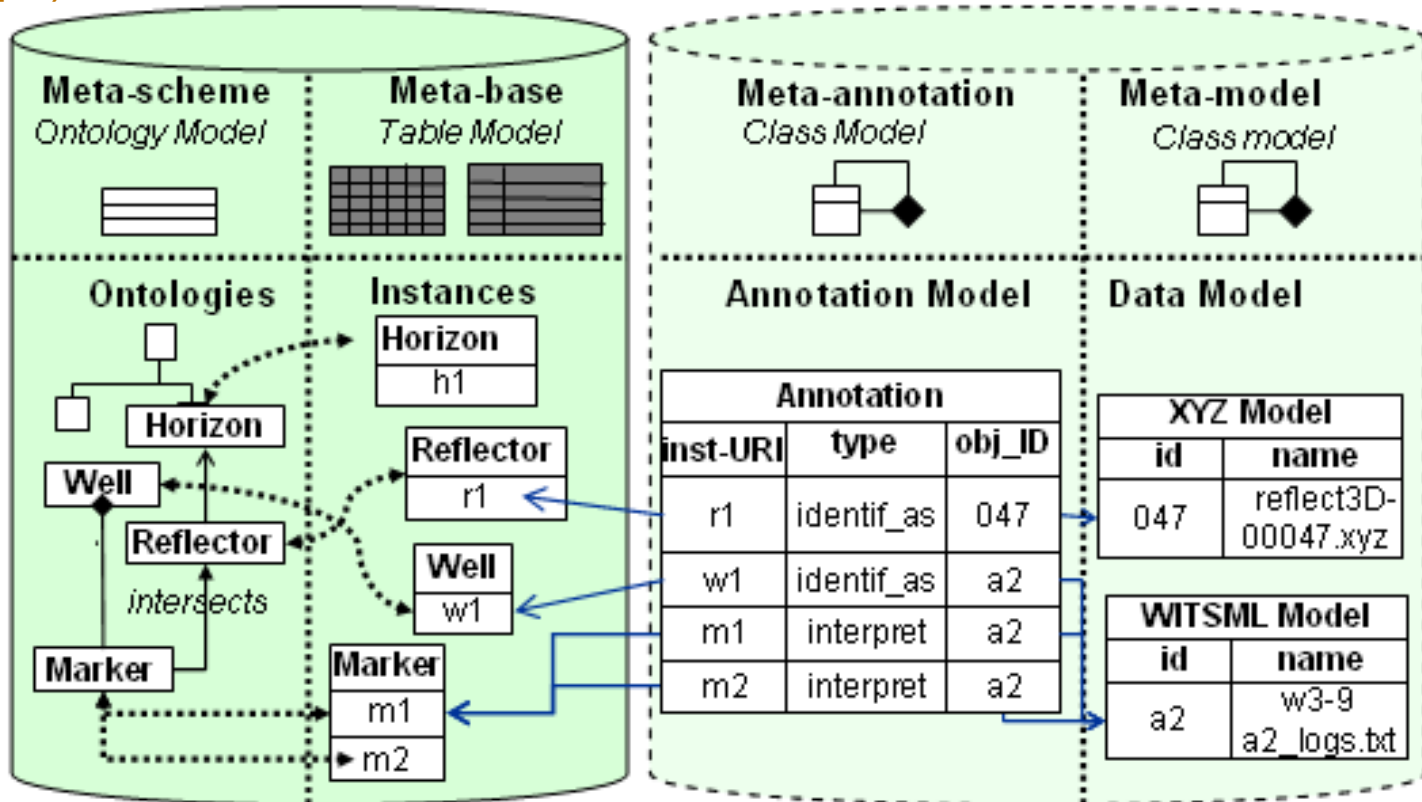 Meta-scheme
Ontology Model
Meta-base
Table Model
Meta-annotation
Class Model
Meta-model
Class model
Ontologies
Horizon
Well
Reflector
intersects
Marker
Instances
Horizon
h1
Reflector
r1
Well
w1
Marker
m1
m2
Annotation Model
Annotation
inst-URI type obj_ID
r1 identif_as 047
w1 identif_as a2
m1 interpret a2
m2 interpret a2
Data Model
XYZ Model
id name
047 reflect3D-
00047.xyz
WITSML Model
id name
a2 w3-9
a2_logs.txt